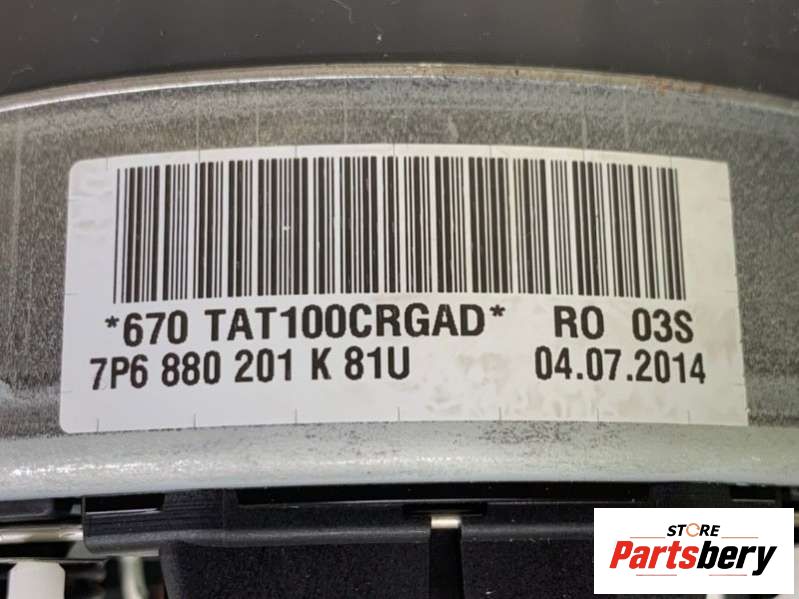 *670 TAT100CRGAD* RO 03S
7P6 880 201 K 81U 04.07.2014
STORE
Partsbery